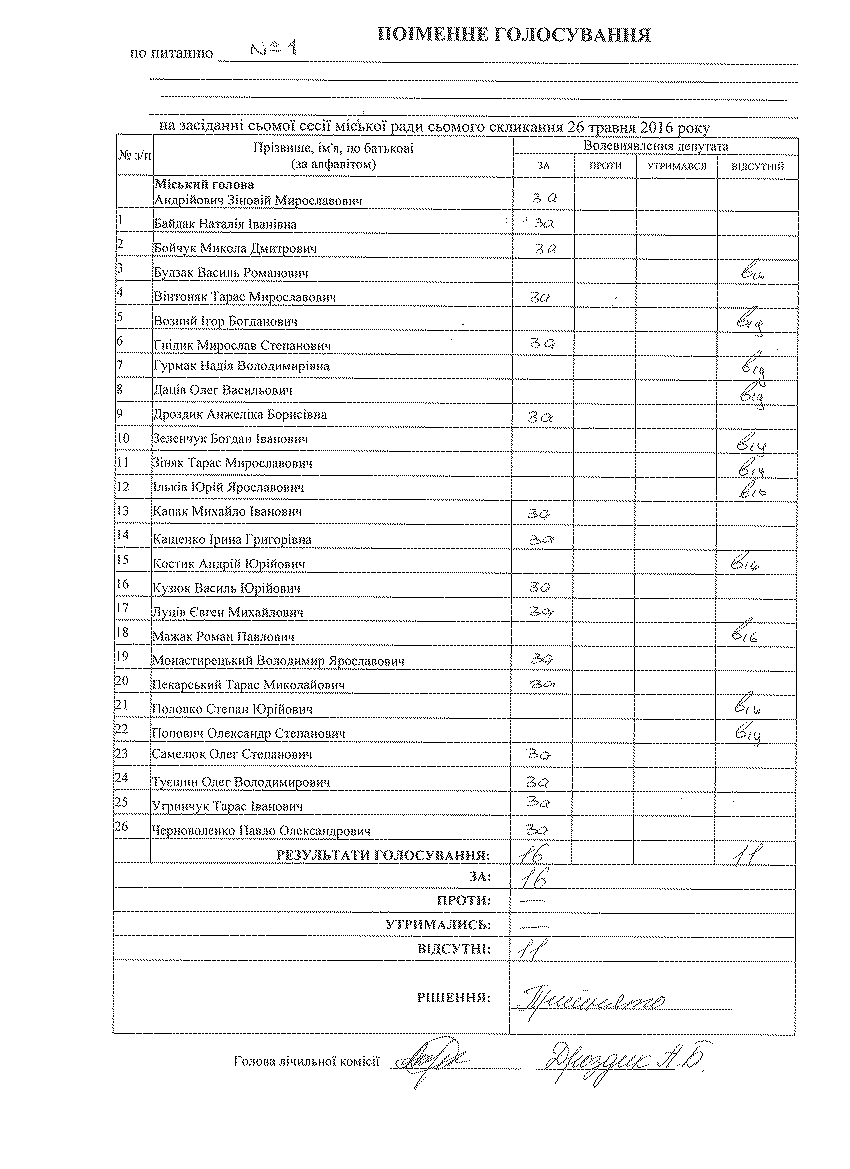 ПОІМЕННЕ ГОЛОСУВАННЯ
по питанню № 1
на засіданні сьомої сесії міської ради сьомого скликання 26 травня 2016 року
№ з/п Прізвище, ім'я, по батькові (за алфавітом) Волевиявлення депутата
ЗА ПРОТИ УТРИМАВСЯ ВІДСУТНІЙ
Міський голова
Андрійович Зіновій Мирославович за
1 Байдак Наталія Іванівна за
2 Бойчук Микола Дмитрович за
3 Будзак Василь Романович від
4 Вінтоняк Тарас Мирославович за
5 Возний Ігор Богданович від
6 Гнідик Мирослав Степанович за
7 Гурмак Надія Володимирівна від
8 Даців Олег Васильович від
9 Дроздик Анжеліка Борисівна за
10 Зеленчук Богдан Іванович від
11 Зіняк Тарас Мирославович від
12 Ільків Юрій Ярославович від
13 Капак Михайло Іванович за
14 Кащенко Ірина Григорівна за
15 Костик Андрій Юрійович від
16 Кузюк Василь Юрійович за
17 Луців Євген Михайлович за
18 Мажак Роман Павлович від
19 Монастирецький Володимир Ярославович за
20 Пекарський Тарас Миколайович за
21 Половко Степан Юрійович від
22 Попович Олександр Степанович від
23 Самелюк Олег Степанович за
24 Туєшин Олег Володимирович за
25 Угринчук Тарас Іванович за
26 Черноволенко Павло Олександрович за
РЕЗУЛЬТАТИ ГОЛОСУВАННЯ: 16 11
ЗА: 16
ПРОТИ: —
УТРИМАЛИСЬ: —
ВІДСУТНІ: 11
РІШЕННЯ: Прийнято
Голова лічильної комісії Дроздик А.Б.